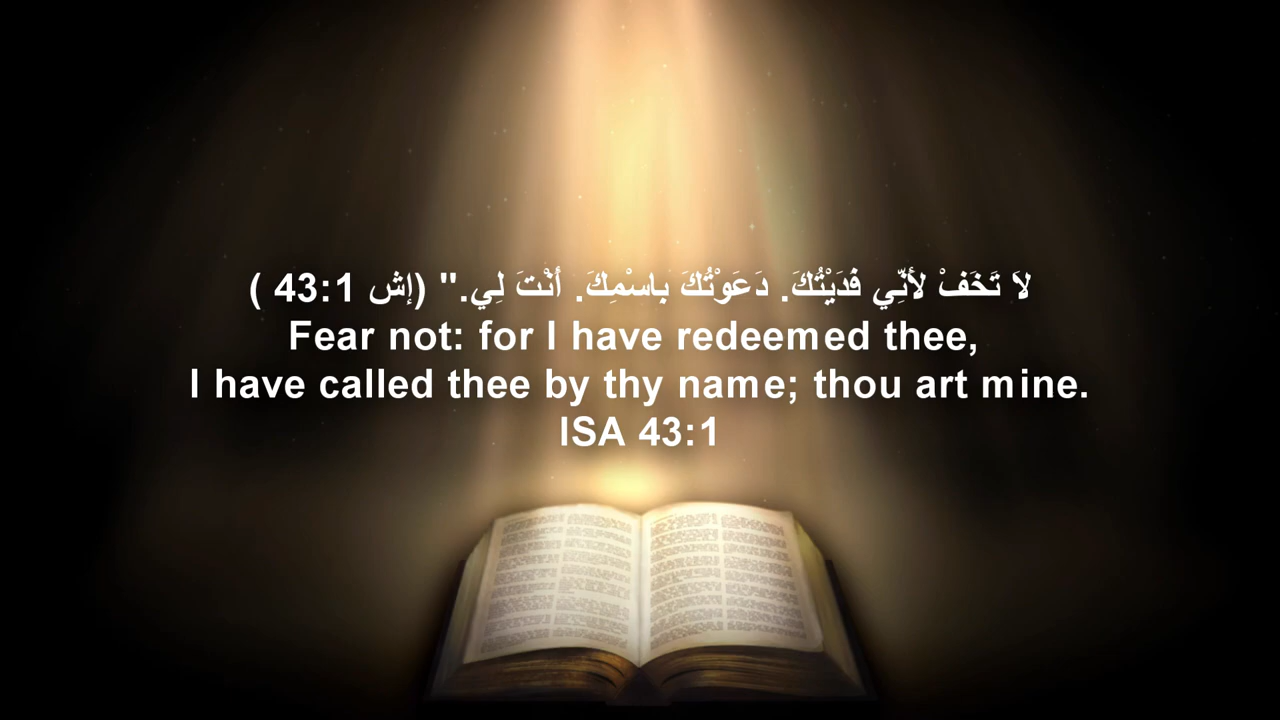 لاَ تَخَفْ لأَنِّي فَدَيْتُكَ. دَعَوْتُكَ بِاسْمِكَ. أَنْتَ لِي." (إش 43:1 )
Fear not: for I have redeemed thee,
I have called thee by thy name; thou art mine.
ISA 43:1